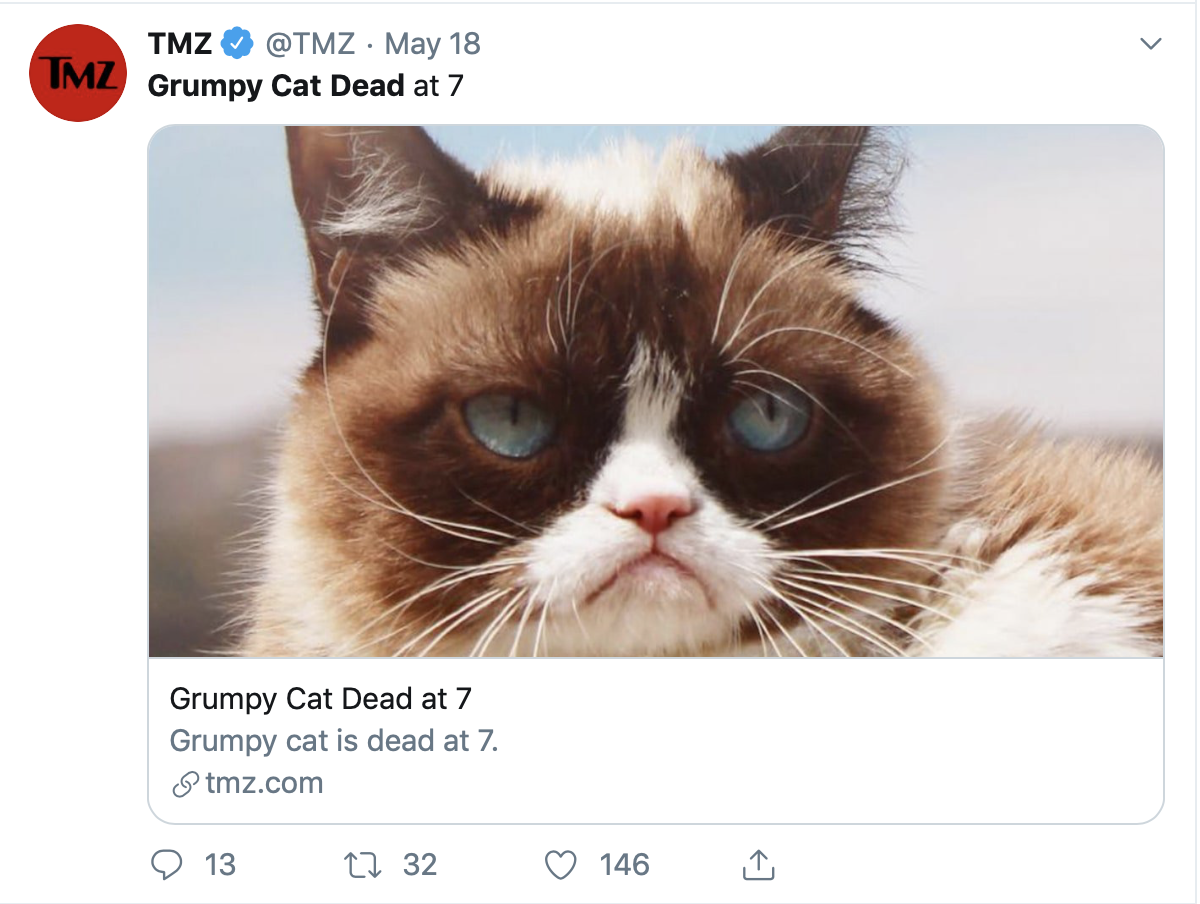 TMZ
TMZ @TMZ · May 18
Grumpy Cat Dead at 7
Grumpy Cat Dead at 7
Grumpy cat is dead at 7.
tmz.com
13 32 146